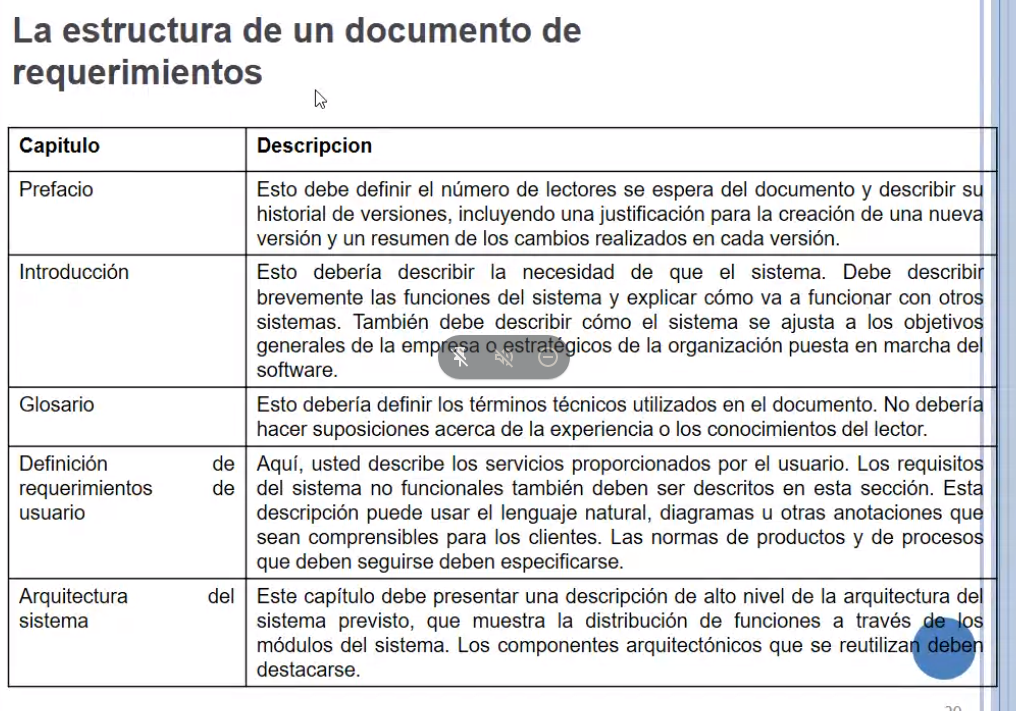 La estructura de un documento de
requerimientos
Capitulo
Descripcion
Prefacio
Esto debe definir el número de lectores se espera del documento y describir su
historial de versiones, incluyendo una justificación para la creación de una nueva
versión y un resumen de los cambios realizados en cada versión.
Introducción
Esto debería describir la necesidad de que el sistema. Debe describir
brevemente las funciones del sistema y explicar cómo va a funcionar con otros
sistemas. También debe describir cómo el sistema se ajusta a los objetivos
generales de la empresa o estratégicos de la organización puesta en marcha del
software.
Glosario
Esto debería definir los términos técnicos utilizados en el documento. No debería
hacer suposiciones acerca de la experiencia o los conocimientos del lector.
Definición de
requerimientos de
usuario
Aquí, usted describe los servicios proporcionados por el usuario. Los requisitos
del sistema no funcionales también deben ser descritos en esta sección. Esta
descripción puede usar el lenguaje natural, diagramas u otras anotaciones que
sean comprensibles para los clientes. Las normas de productos y de procesos
que deben seguirse deben especificarse.
Arquitectura del
sistema
Este capítulo debe presentar una descripción de alto nivel de la arquitectura del
sistema previsto, que muestra la distribución de funciones a través de los
módulos del sistema. Los componentes arquitectónicos que se reutilizan deben
destacarse.